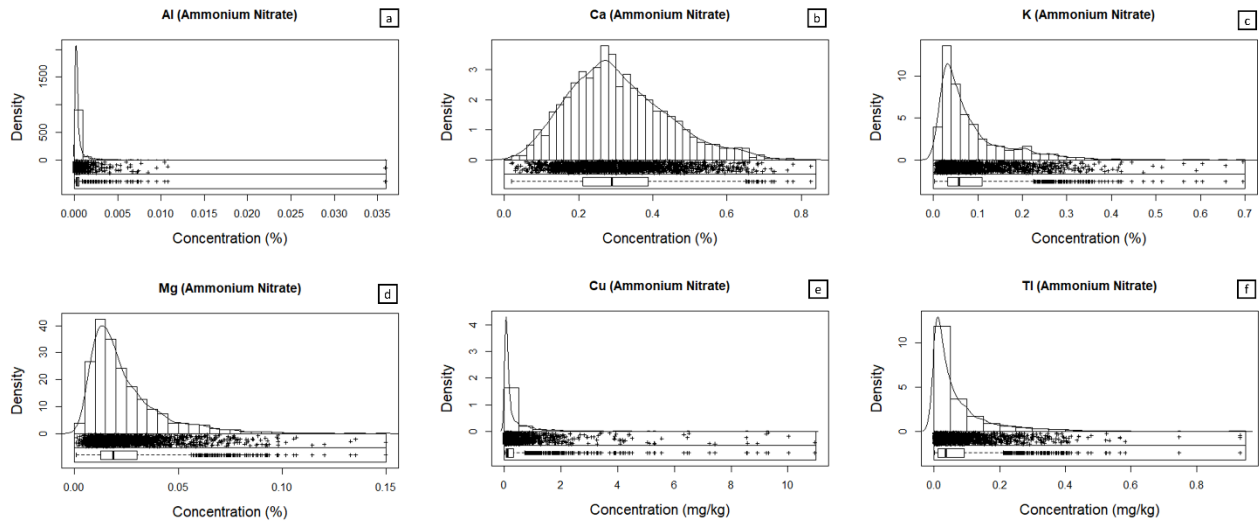 Al (Ammonium Nitrate)
a
Density
0 500 1500
0.000 0.005 0.010 0.015 0.020 0.025 0.030 0.035
Concentration (%)
Ca (Ammonium Nitrate)
b
Density
0 1 2 3
0.0 0.2 0.4 0.6 0.8
Concentration (%)
K (Ammonium Nitrate)
c
Density
0 5 10
0.0 0.1 0.2 0.3 0.4 0.5 0.6 0.7
Concentration (%)
Mg (Ammonium Nitrate)
d
Density
0 10 20 30 40
0.00 0.05 0.10 0.15
Concentration (%)
Cu (Ammonium Nitrate)
e
Density
0 1 2 3 4
0 2 4 6 8 10
Concentration (mg/kg)
Tl (Ammonium Nitrate)
f
Density
0 5 10
0.0 0.2 0.4 0.6 0.8
Concentration (mg/kg)